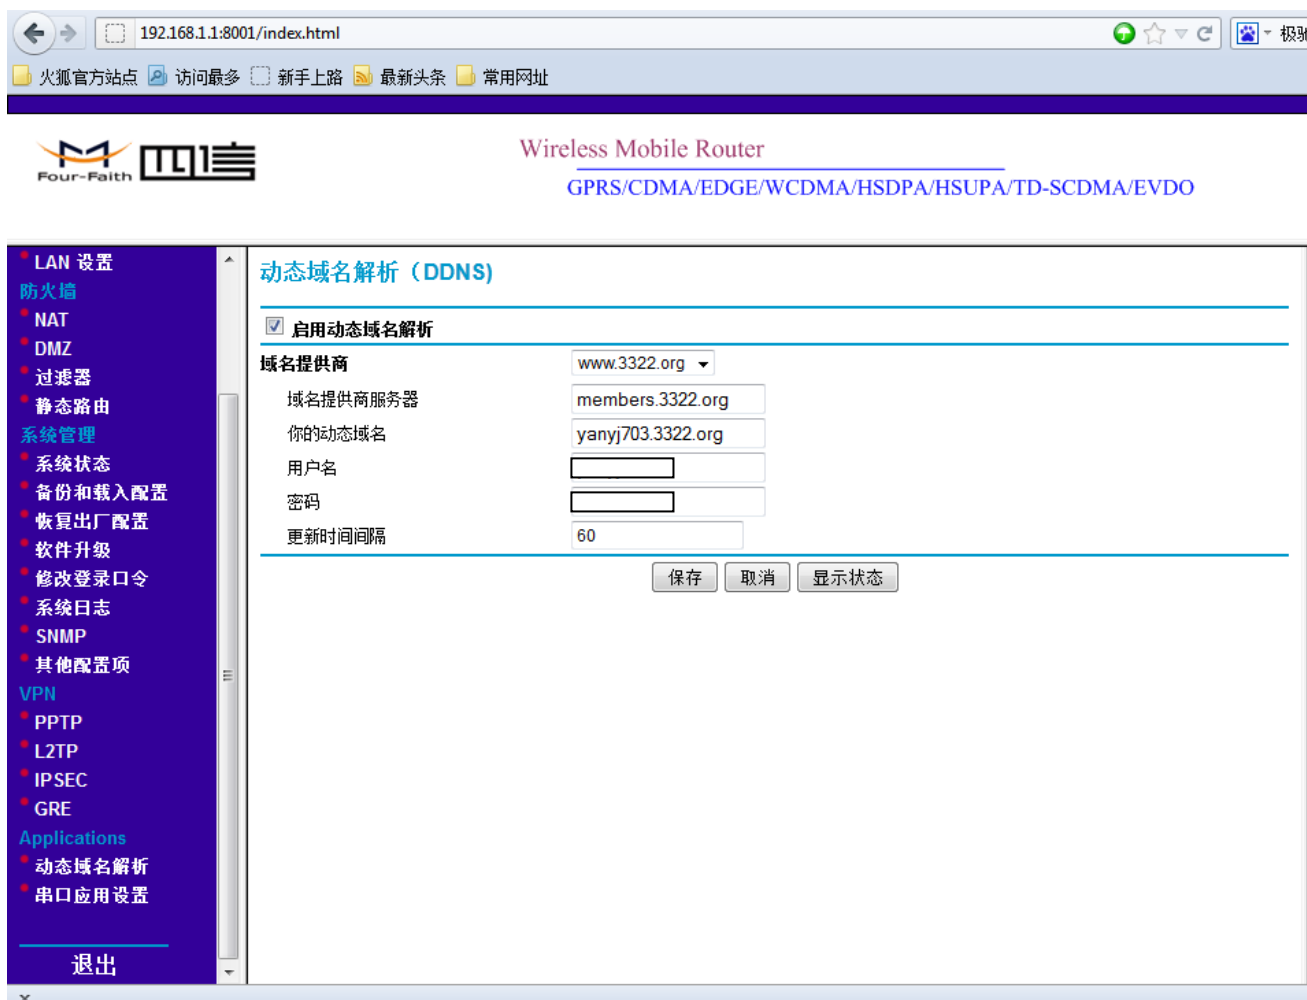 192.168.1.1:8001/index.html
极驰
火狐官方站点 访问最多 新手上路 最新头条 常用网址
Four-Faith 四信
Wireless Mobile Router
GPRS/CDMA/EDGE/WCDMA/HSDPA/HSUPA/TD-SCDMA/EVDO
LAN 设置
防火墙
NAT
DMZ
过滤器
静态路由
系统管理
系统状态
备份和载入配置
恢复出厂配置
软件升级
修改登录口令
系统日志
SNMP
其他配置项
VPN
PPTP
L2TP
IPSEC
GRE
Applications
动态域名解析
串口应用设置
退出
动态域名解析（DDNS)
启用动态域名解析
域名提供商 www.3322.org
域名提供商服务器 members.3322.org
你的动态域名 yanyj703.3322.org
用户名
密码
更新时间间隔 60
保存 取消 显示状态